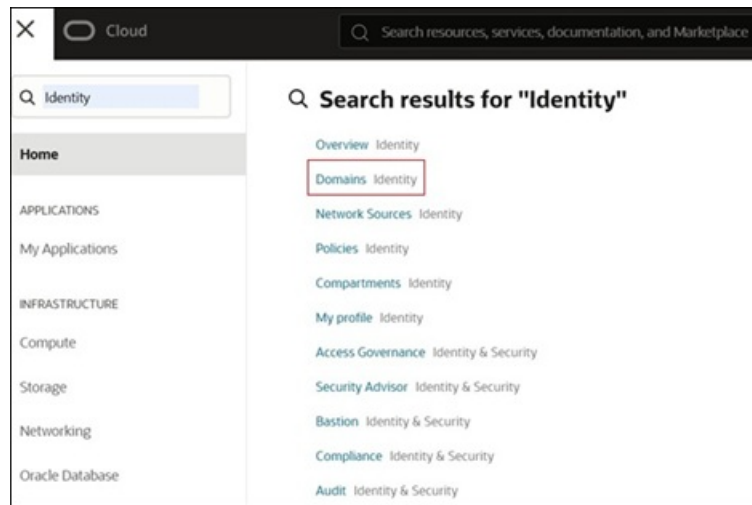 Cloud
Search resources, services, documentation, and Marketplace
Identity
Home
APPLICATIONS
My Applications
INFRASTRUCTURE
Compute
Storage
Networking
Oracle Database
Search results for "Identity"
Overview Identity
Domains Identity
Network Sources Identity
Policies Identity
Compartments Identity
My profile Identity
Access Governance Identity & Security
Security Advisor Identity & Security
Bastion Identity & Security
Compliance Identity & Security
Audit Identity & Security